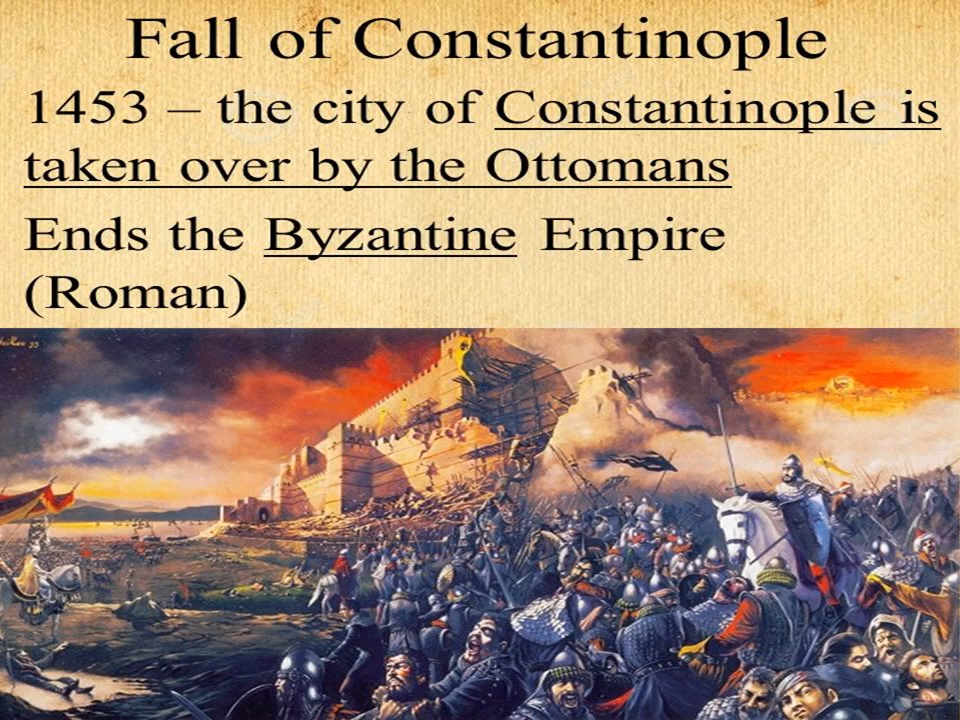 Fall of Constantinople
1453 – the city of Constantinople is
taken over by the Ottomans
Ends the Byzantine Empire
(Roman)